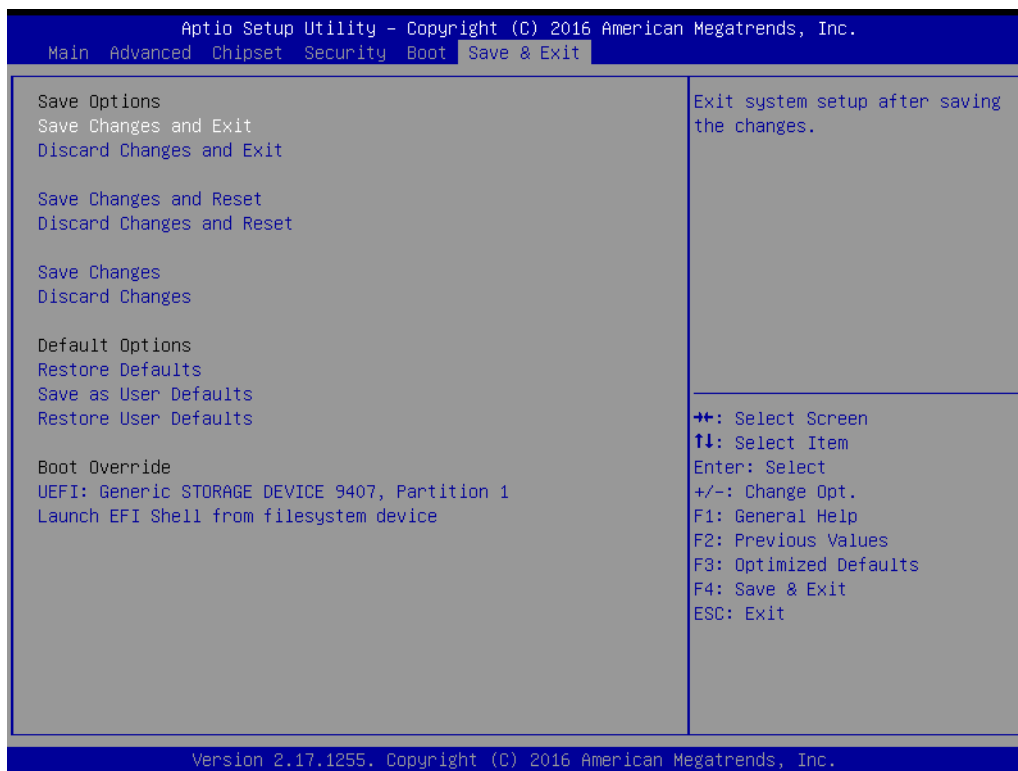 Aptio Setup Utility – Copyright (C) 2016 American Megatrends, Inc.
Main Advanced Chipset Security Boot Save & Exit
Save Options
Save Changes and Exit
Discard Changes and Exit
Save Changes and Reset
Discard Changes and Reset
Save Changes
Discard Changes
Default Options
Restore Defaults
Save as User Defaults
Restore User Defaults
Boot Override
UEFI: Generic STORAGE DEVICE 9407, Partition 1
Launch EFI Shell from filesystem device
Exit system setup after saving
the changes.
→←: Select Screen
↑↓: Select Item
Enter: Select
+/-: Change Opt.
F1: General Help
F2: Previous Values
F3: Optimized Defaults
F4: Save & Exit
ESC: Exit
Version 2.17.1255. Copyright (C) 2016 American Megatrends, Inc.